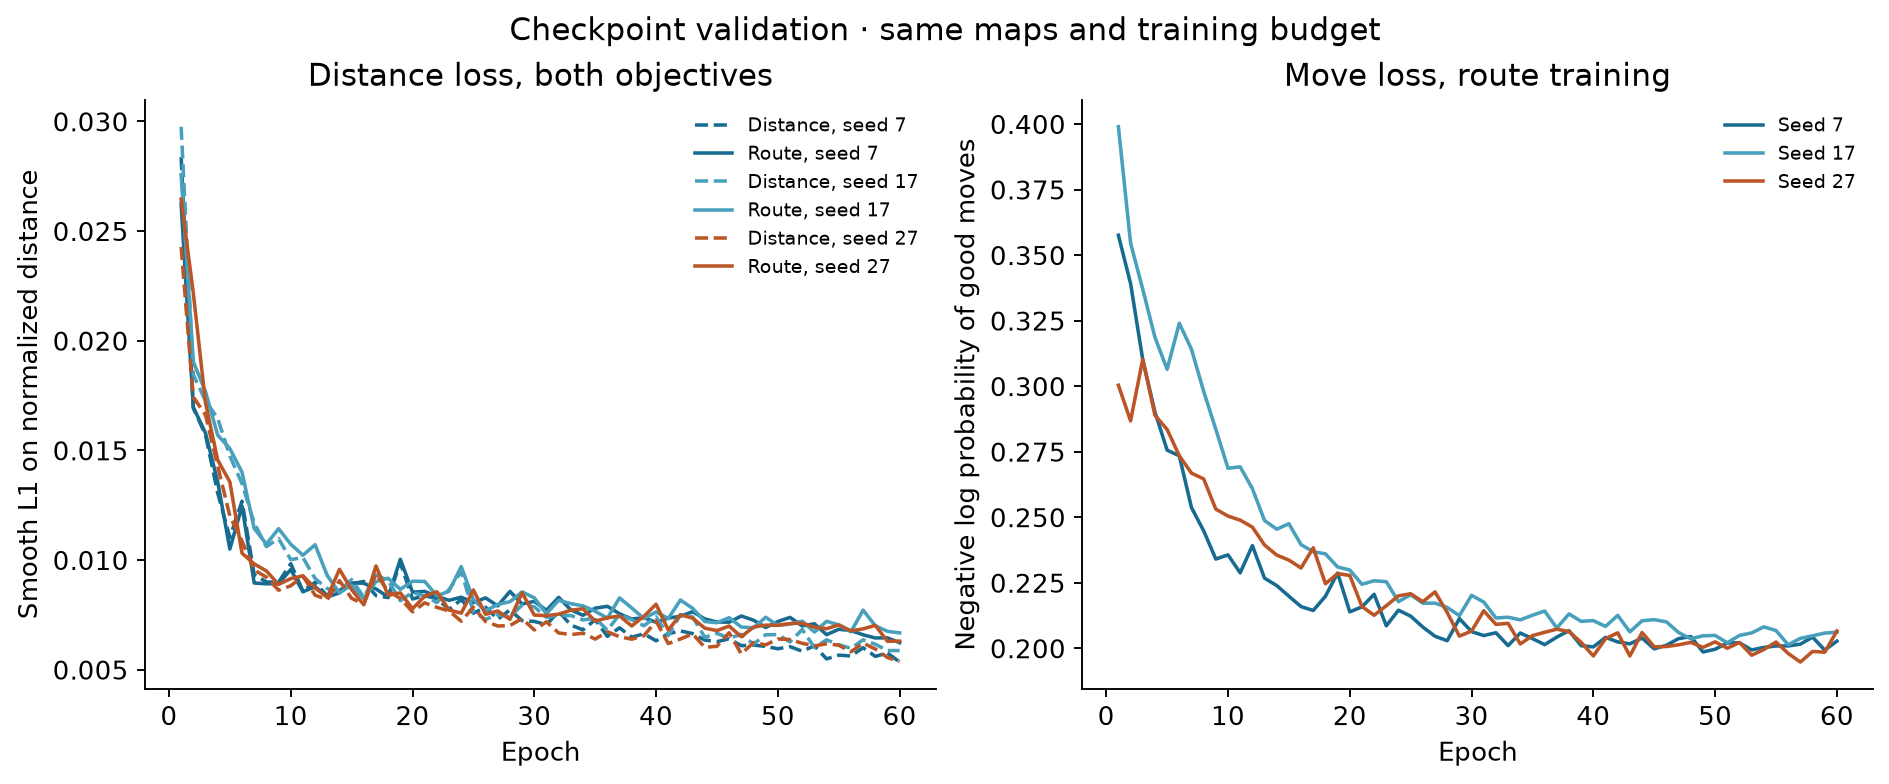 Checkpoint validation · same maps and training budget
Distance loss, both objectives
Smooth L1 on normalized distance
0.030
0.025
0.020
0.015
0.010
0.005
0
10
20
30
40
50
60
Epoch
Distance, seed 7
Route, seed 7
Distance, seed 17
Route, seed 17
Distance, seed 27
Route, seed 27
Move loss, route training
Negative log probability of good moves
0.400
0.375
0.350
0.325
0.300
0.275
0.250
0.225
0.200
0
10
20
30
40
50
60
Epoch
Seed 7
Seed 17
Seed 27